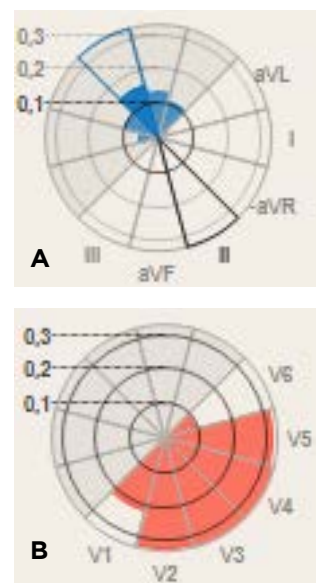 0,3
0,2
0,1
aVL
I
-aVR
II
aVF
III
A
0,3
0,2
0,1
V6
V5
V4
V3
V2
V1
B